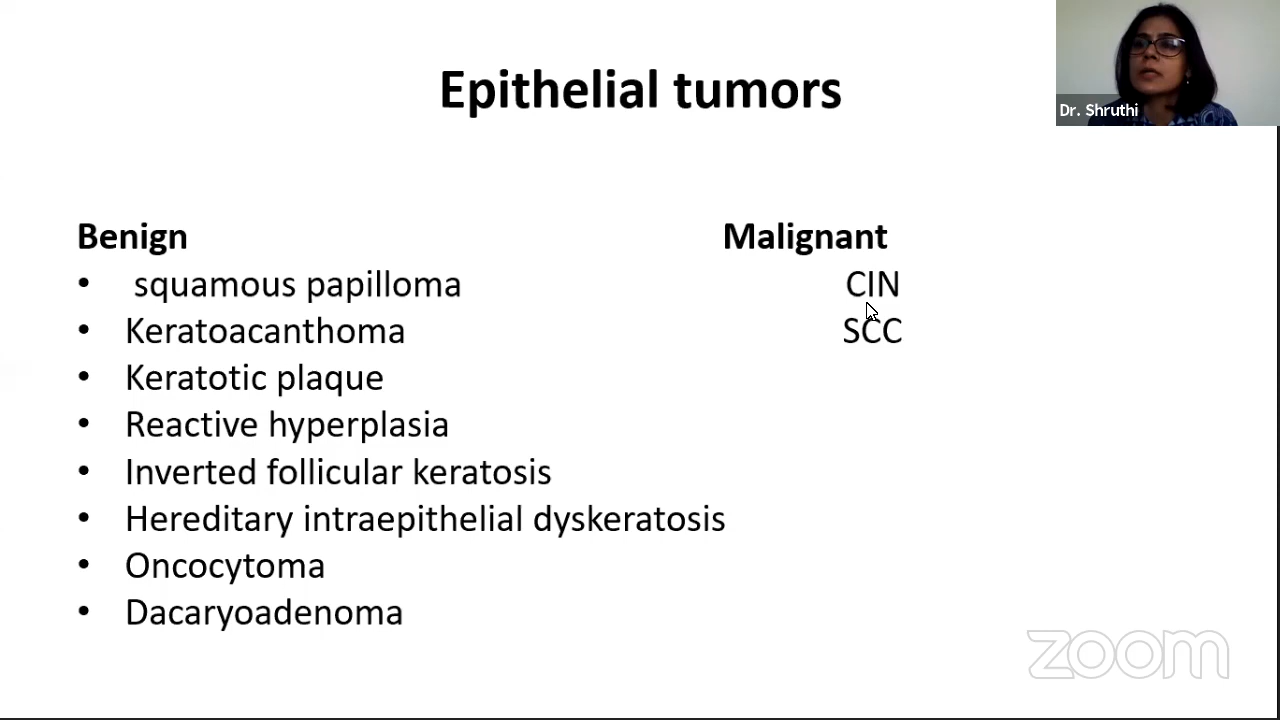 Epithelial tumors
Dr. Shruthi
Benign
Malignant
• squamous papilloma
CIN
• Keratoacanthoma
SCC
• Keratotic plaque
• Reactive hyperplasia
• Inverted follicular keratosis
• Hereditary intraepithelial dyskeratosis
• Oncocytoma
• Dacaryoadenoma
zoom